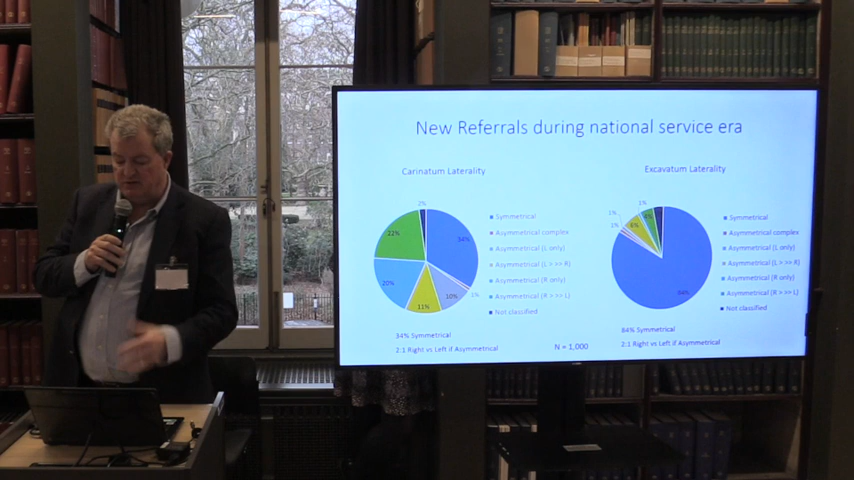 New Referrals during national service era
Carinatum Laterality
2%
34%
1%
10%
11%
20%
22%
Symmetrical
Asymmetrical complex
Asymmetrical (L only)
Asymmetrical (L > >> R)
Asymmetrical (R only)
Asymmetrical (R > >> L)
Not classified
34% Symmetrical
2:1 Right vs Left if Asymmetrical
N = 1,000
Excavatum Laterality
1%
1%
6%
84%
Symmetrical
Asymmetrical complex
Asymmetrical (L only)
Asymmetrical (L > >> R)
Asymmetrical (R only)
Asymmetrical (R > >> L)
Not classified
84% Symmetrical
2:1 Right vs Left if Asymmetrical